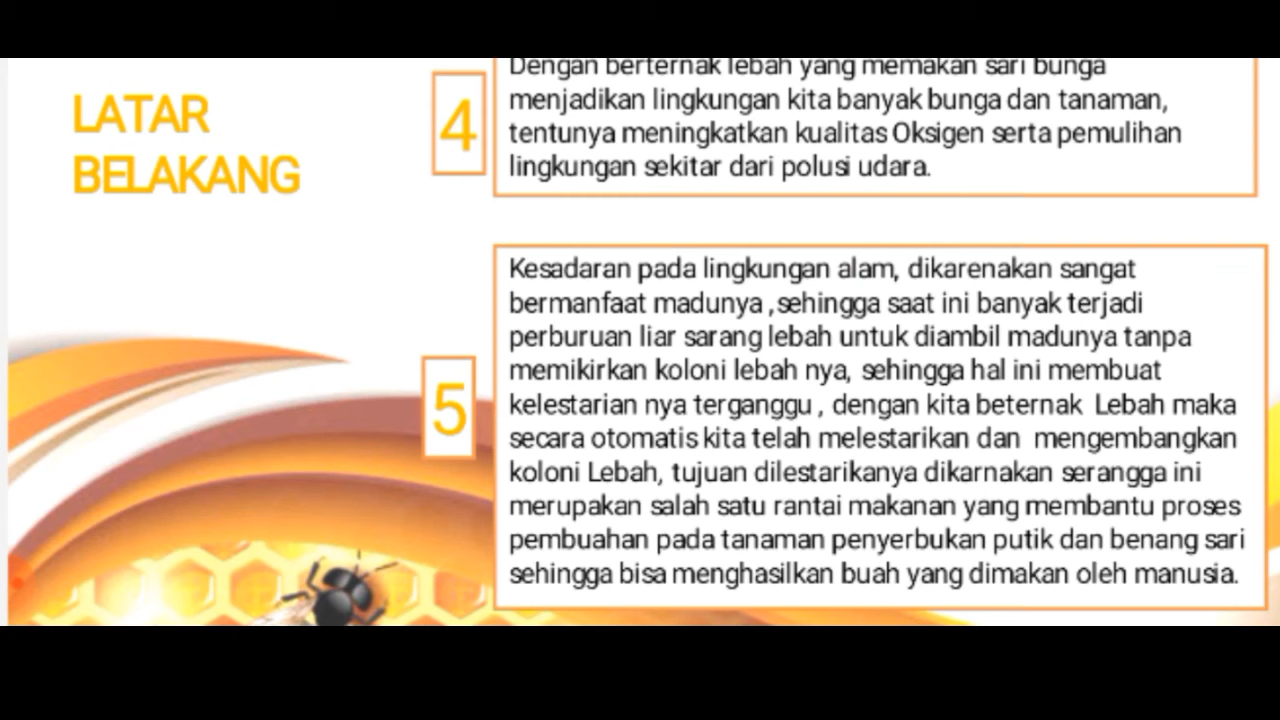 LATAR
BELAKANG
4
Dengan berternak lebah yang memakan sari bunga
menjadikan lingkungan kita banyak bunga dan tanaman,
tentunya meningkatkan kualitas Oksigen serta pemulihan
lingkungan sekitar dari polusi udara.
5
Kesadaran pada lingkungan alam, dikarenakan sangat
bermanfaat madunya ,sehingga saat ini banyak terjadi
perburuan liar sarang lebah untuk diambil madunya tanpa
memikirkan koloni lebah nya, sehingga hal ini membuat
kelestarian nya terganggu , dengan kita beternak Lebah maka
secara otomatis kita telah melestarikan dan mengembangkan
koloni Lebah, tujuan dilestarikanya dikarnakan serangga ini
merupakan salah satu rantai makanan yang membantu proses
pembuahan pada tanaman penyerbukan putik dan benang sari
sehingga bisa menghasilkan buah yang dimakan oleh manusia.